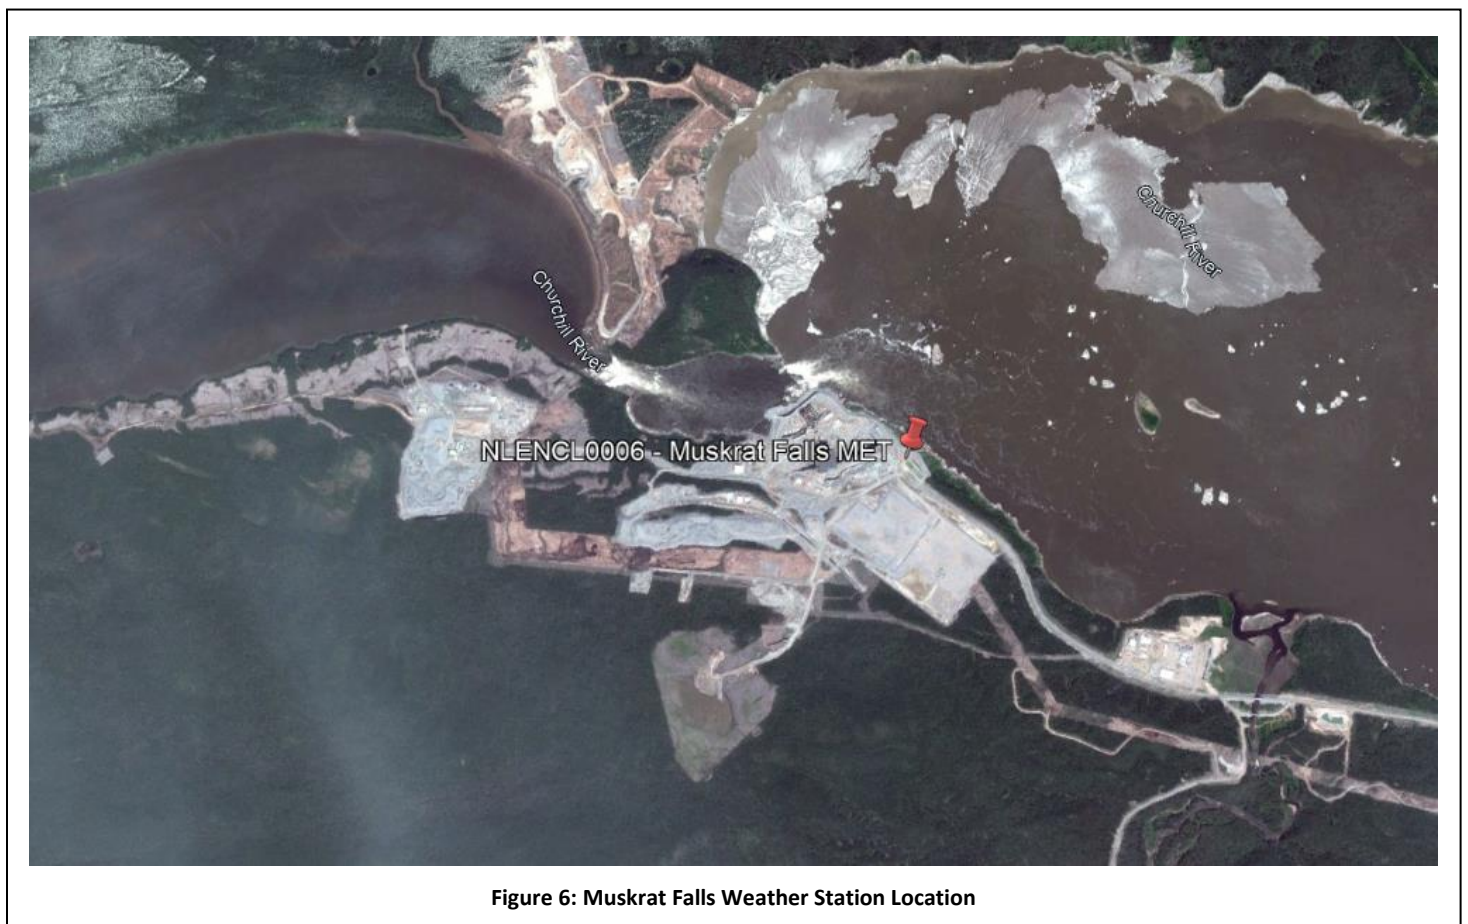 Churchill River
Churchill River
NLENCL0006 - Muskrat Falls MET
Figure 6: Muskrat Falls Weather Station Location